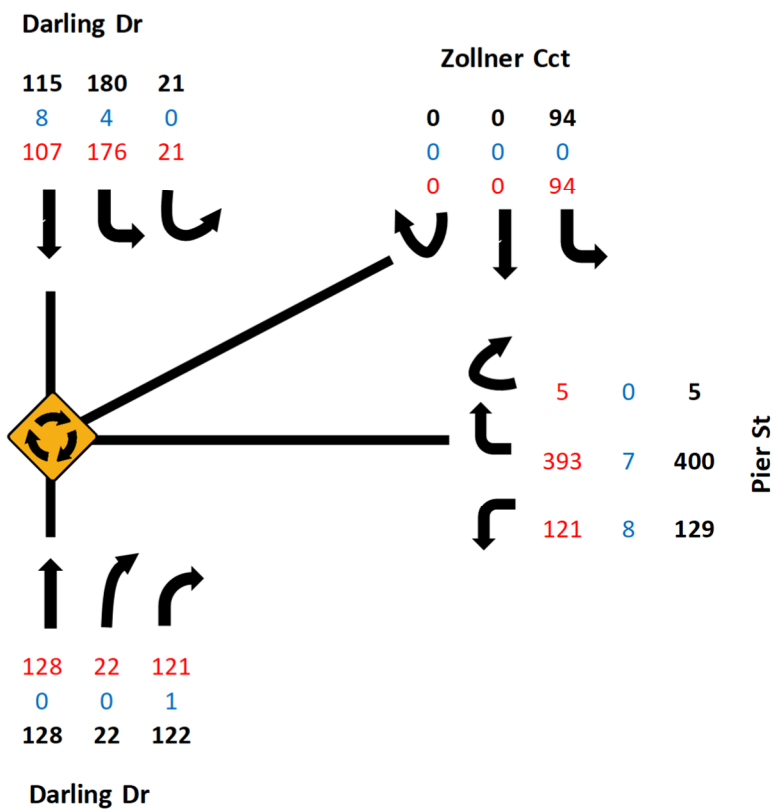 Darling Dr
115 180 21
8 4 0
107 176 21
Zollner Cct
0 0 94
0 0 0
0 0 94
5 0 5
393 7 400
121 8 129
Pier St
128 22 121
0 0 1
128 22 122
Darling Dr